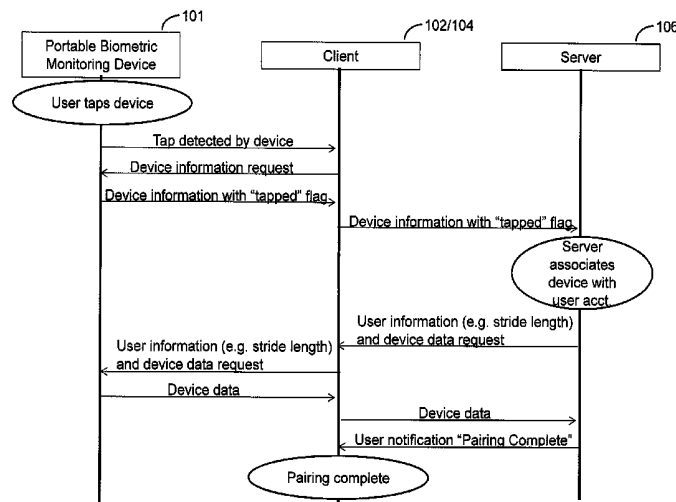 101
102/104
106
Portable Biometric
Monitoring Device
Client
Server
User taps device
Tap detected by device
Device information request
Device information with “tapped” flag
Device information with “tapped” flag
Server
associates
device with
user acct.
User information (e.g. stride length)
and device data request
User information (e.g. stride length)
and device data request
Device data
Device data
User notification "Pairing Complete"
Pairing complete